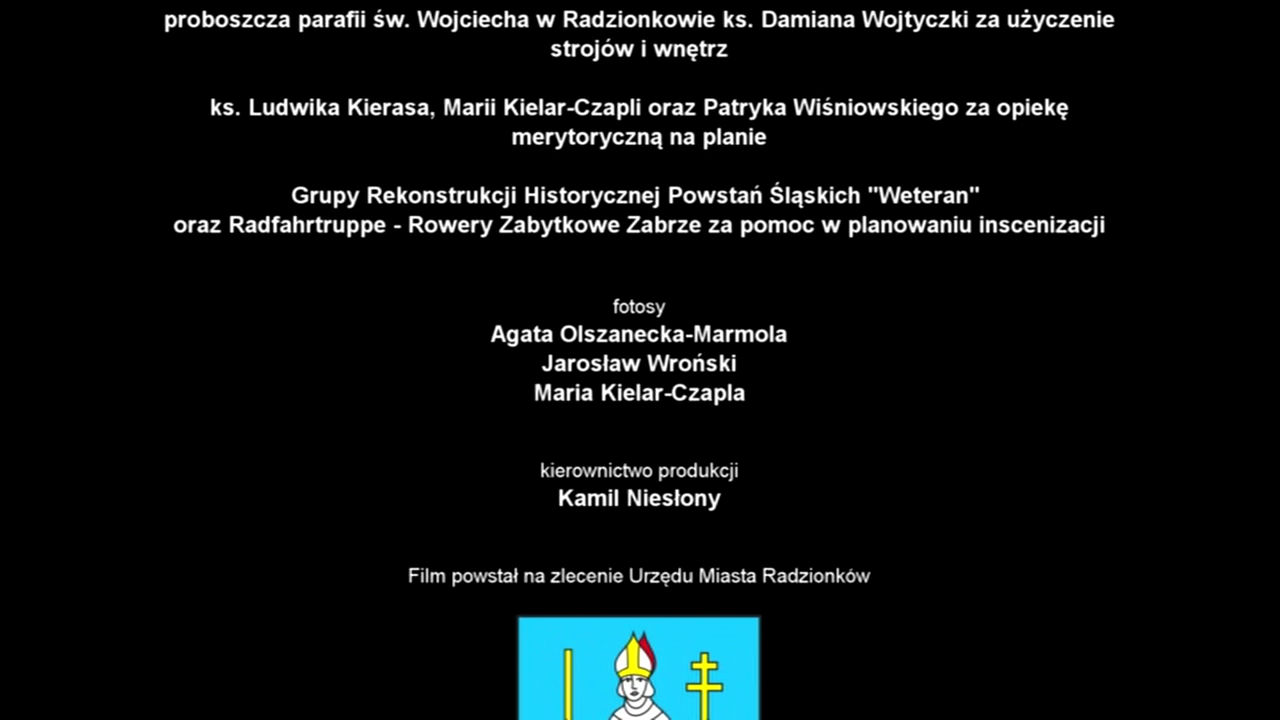 proboszcza parafii św. Wojciecha w Radzionkowie ks. Damiana Wojtyczki za użyczenie
strojów i wnętrz
ks. Ludwika Kierasa, Marii Kielar-Czapli oraz Patryka Wiśniowskiego za opiekę
merytoryczną na planie
Grupy Rekonstrukcji Historycznej Powstań Śląskich "Weteran"
oraz Radfahrtruppe - Rowery Zabytkowe Zabrze za pomoc w planowaniu inscenizacji
fotosy
Agata Olszanecka-Marmola
Jarosław Wroński
Maria Kielar-Czapla
kierownictwo produkcji
Kamil Niesłony
Film powstał na zlecenie Urzędu Miasta Radzionków